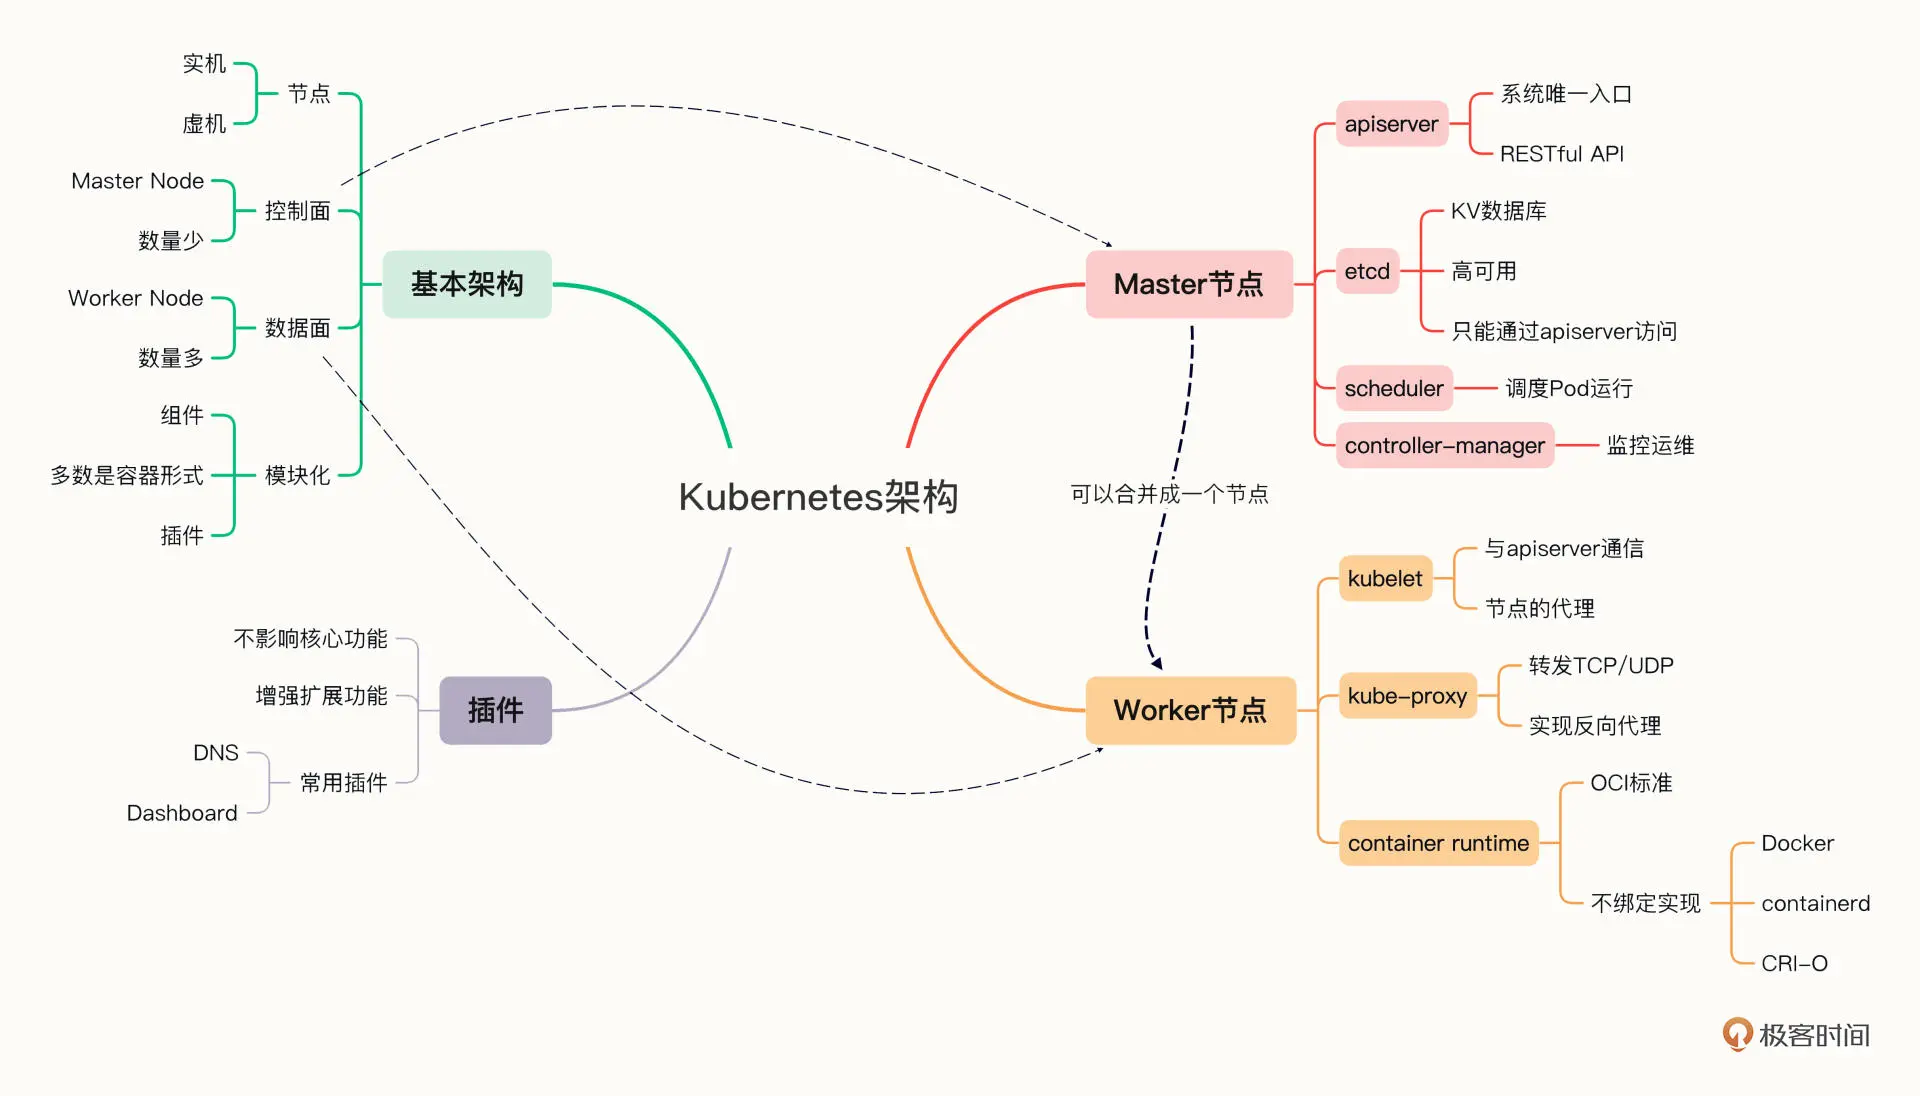 Kubernetes架构
基本架构
节点
实机
虚机
控制面
Master Node
数量少
数据面
Worker Node
数量多
模块化
组件
多数是容器形式
插件
Master节点
apiserver
系统唯一入口
RESTful API
etcd
KV数据库
高可用
只能通过apiserver访问
scheduler
调度Pod运行
controller-manager
监控运维
可以合并成一个节点
Worker节点
kubelet
与apiserver通信
节点的代理
kube-proxy
转发TCP/UDP
实现反向代理
container runtime
OCI标准
不绑定实现
Docker
containerd
CRI-O
插件
不影响核心功能
增强扩展功能
常用插件
DNS
Dashboard
极客时间